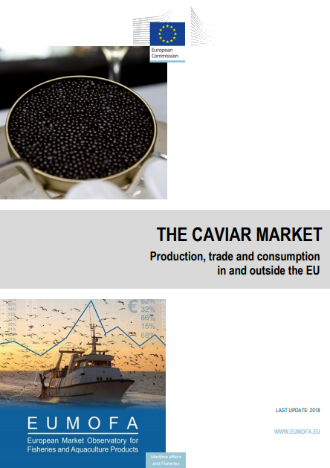 European
Commission
THE CAVIAR MARKET
Production, trade and consumption
in and outside the EU
LAST UPDATE: 2018
WWW.EUMOFA.EU
EUMOFA
European Market Observatory for
Fisheries and Aquaculture Products
Maritime affairs
and Fisheries